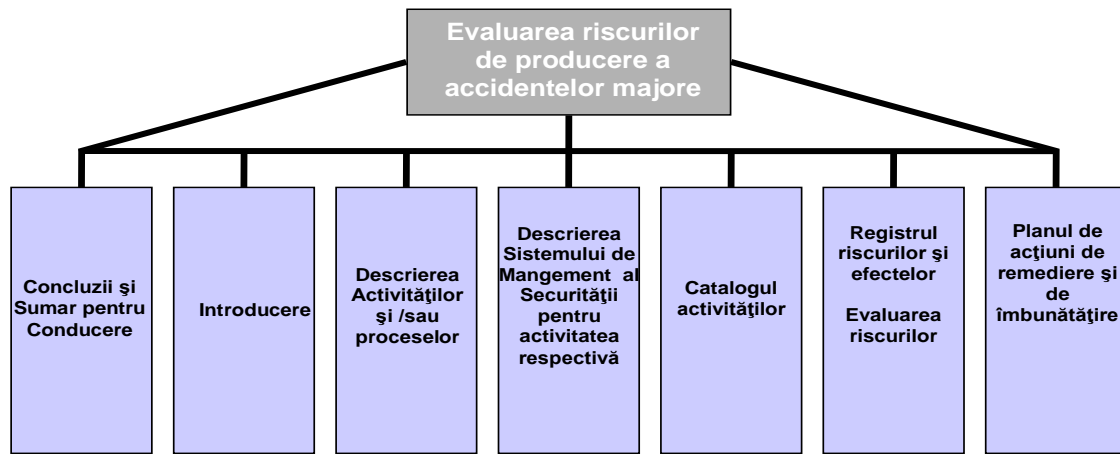 Evaluarea riscurilor
de producere a
accidentelor majore
Concluzii şi
Sumar pentru
Conducere
Introducere
Descrierea
Activităţilor
şi /sau
proceselor
Descrierea
Sistemului de
Mangement al
Securităţii
pentru
activitatea
respectivă
Catalogul
activităţilor
Registrul
riscurilor şi
efectelor
Evaluarea
riscurilor
Planul de
acţiuni de
remediere şi
de
îmbunătăţire